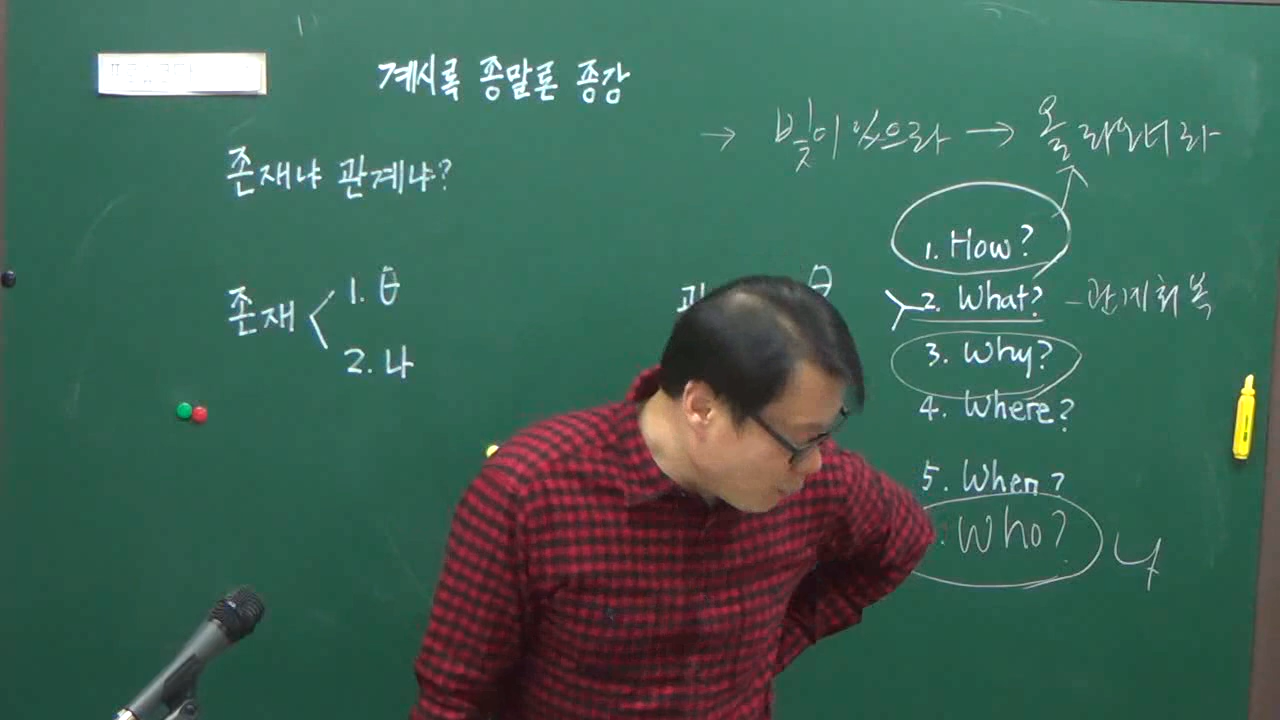 계시록 종말론 종강
→ 빛이 있으라 → 올라오너라
존재냐 관계냐?
1. How?
존재
1. θ
2. 나
관
θ
2. What? - 관계회복
3. Why?
4. Where?
5. When?
Who? 나